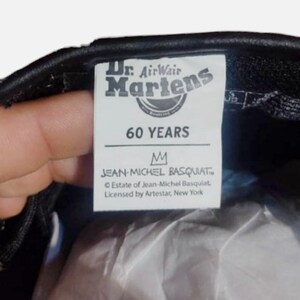 Dr. AirWair
Martens
60 YEARS
JEAN-MICHEL BASQUIAT
© Estate of Jean-Michel Basquiat,
Licensed by Artestar, New York